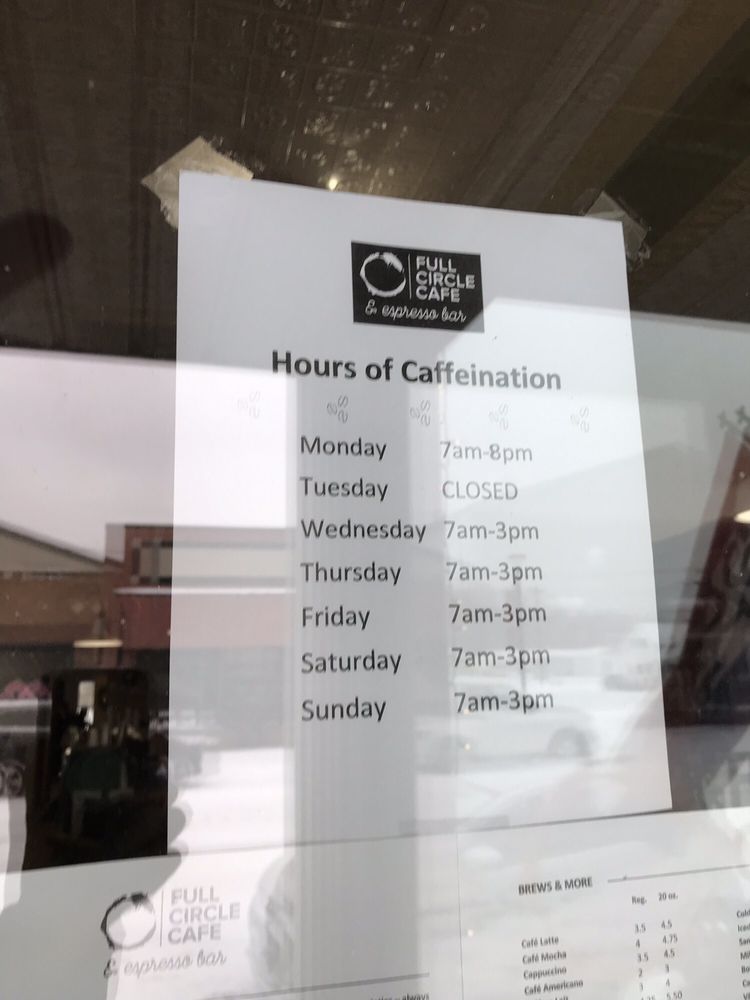 FULL
CIRCLE
CAFE
& espresso bar
Hours of Caffeination
Monday 7am-8pm
Tuesday CLOSED
Wednesday 7am-3pm
Thursday 7am-3pm
Friday 7am-3pm
Saturday 7am-3pm
Sunday 7am-3pm
FULL
CIRCLE
CAFE
& espresso bar
BREWS & MORE
Reg. 20 oz.
Café Latte 3.5 4.5
Café Mocha 4 4.75
Cappuccino 3.5 4.5
Café Americano 2 3
3 4
always